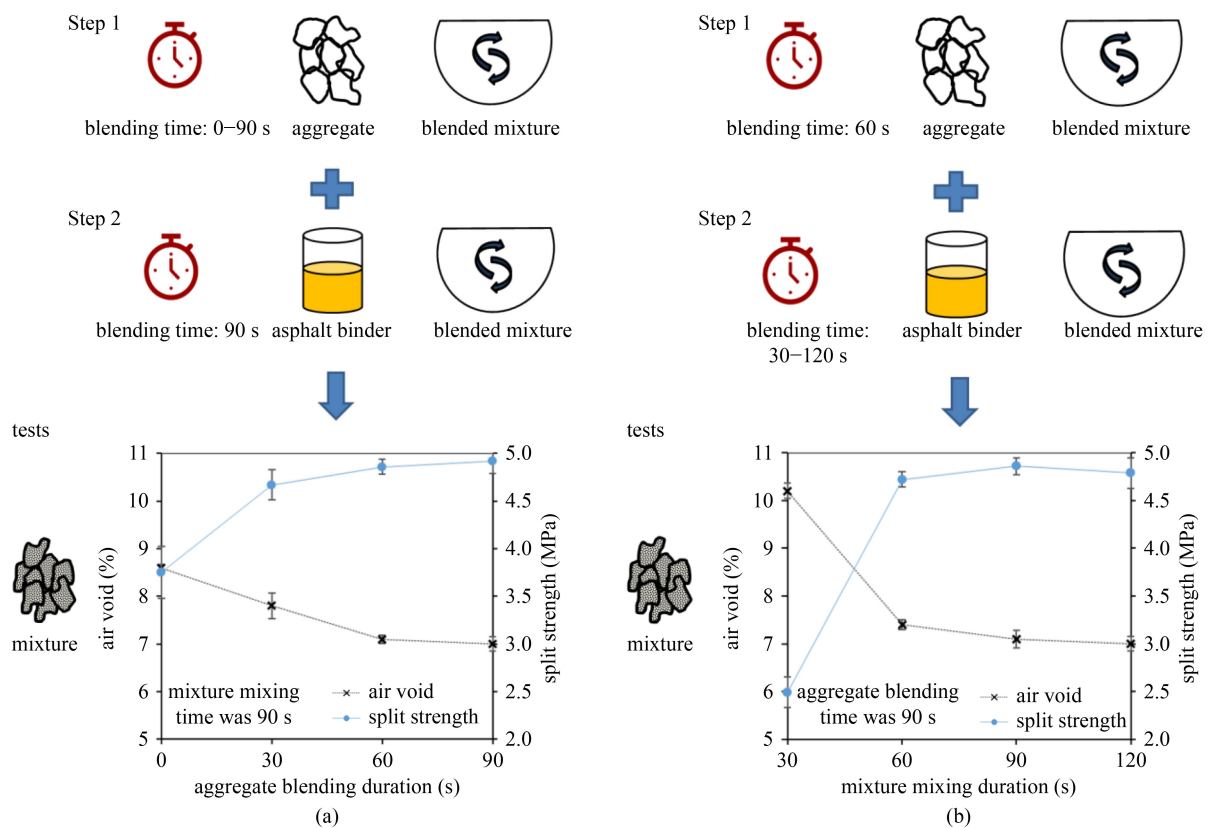 Step 1
blending time: 0−90 s
aggregate
blended mixture
Step 2
blending time: 90 s
asphalt binder
blended mixture
tests
mixture
air void (%)
11
10
9
8
7
6
5
split strength (MPa)
5.0
4.5
4.0
3.5
3.0
2.5
2.0
mixture mixing
time was 90 s
air void
split strength
0
30
60
90
aggregate blending duration (s)
(a)
Step 1
blending time: 60 s
aggregate
blended mixture
Step 2
blending time:
30−120 s
asphalt binder
blended mixture
tests
mixture
air void (%)
11
10
9
8
7
6
5
split strength (MPa)
5.0
4.5
4.0
3.5
3.0
2.5
2.0
aggregate blending
time was 90 s
air void
split strength
30
60
90
120
mixture mixing duration (s)
(b)